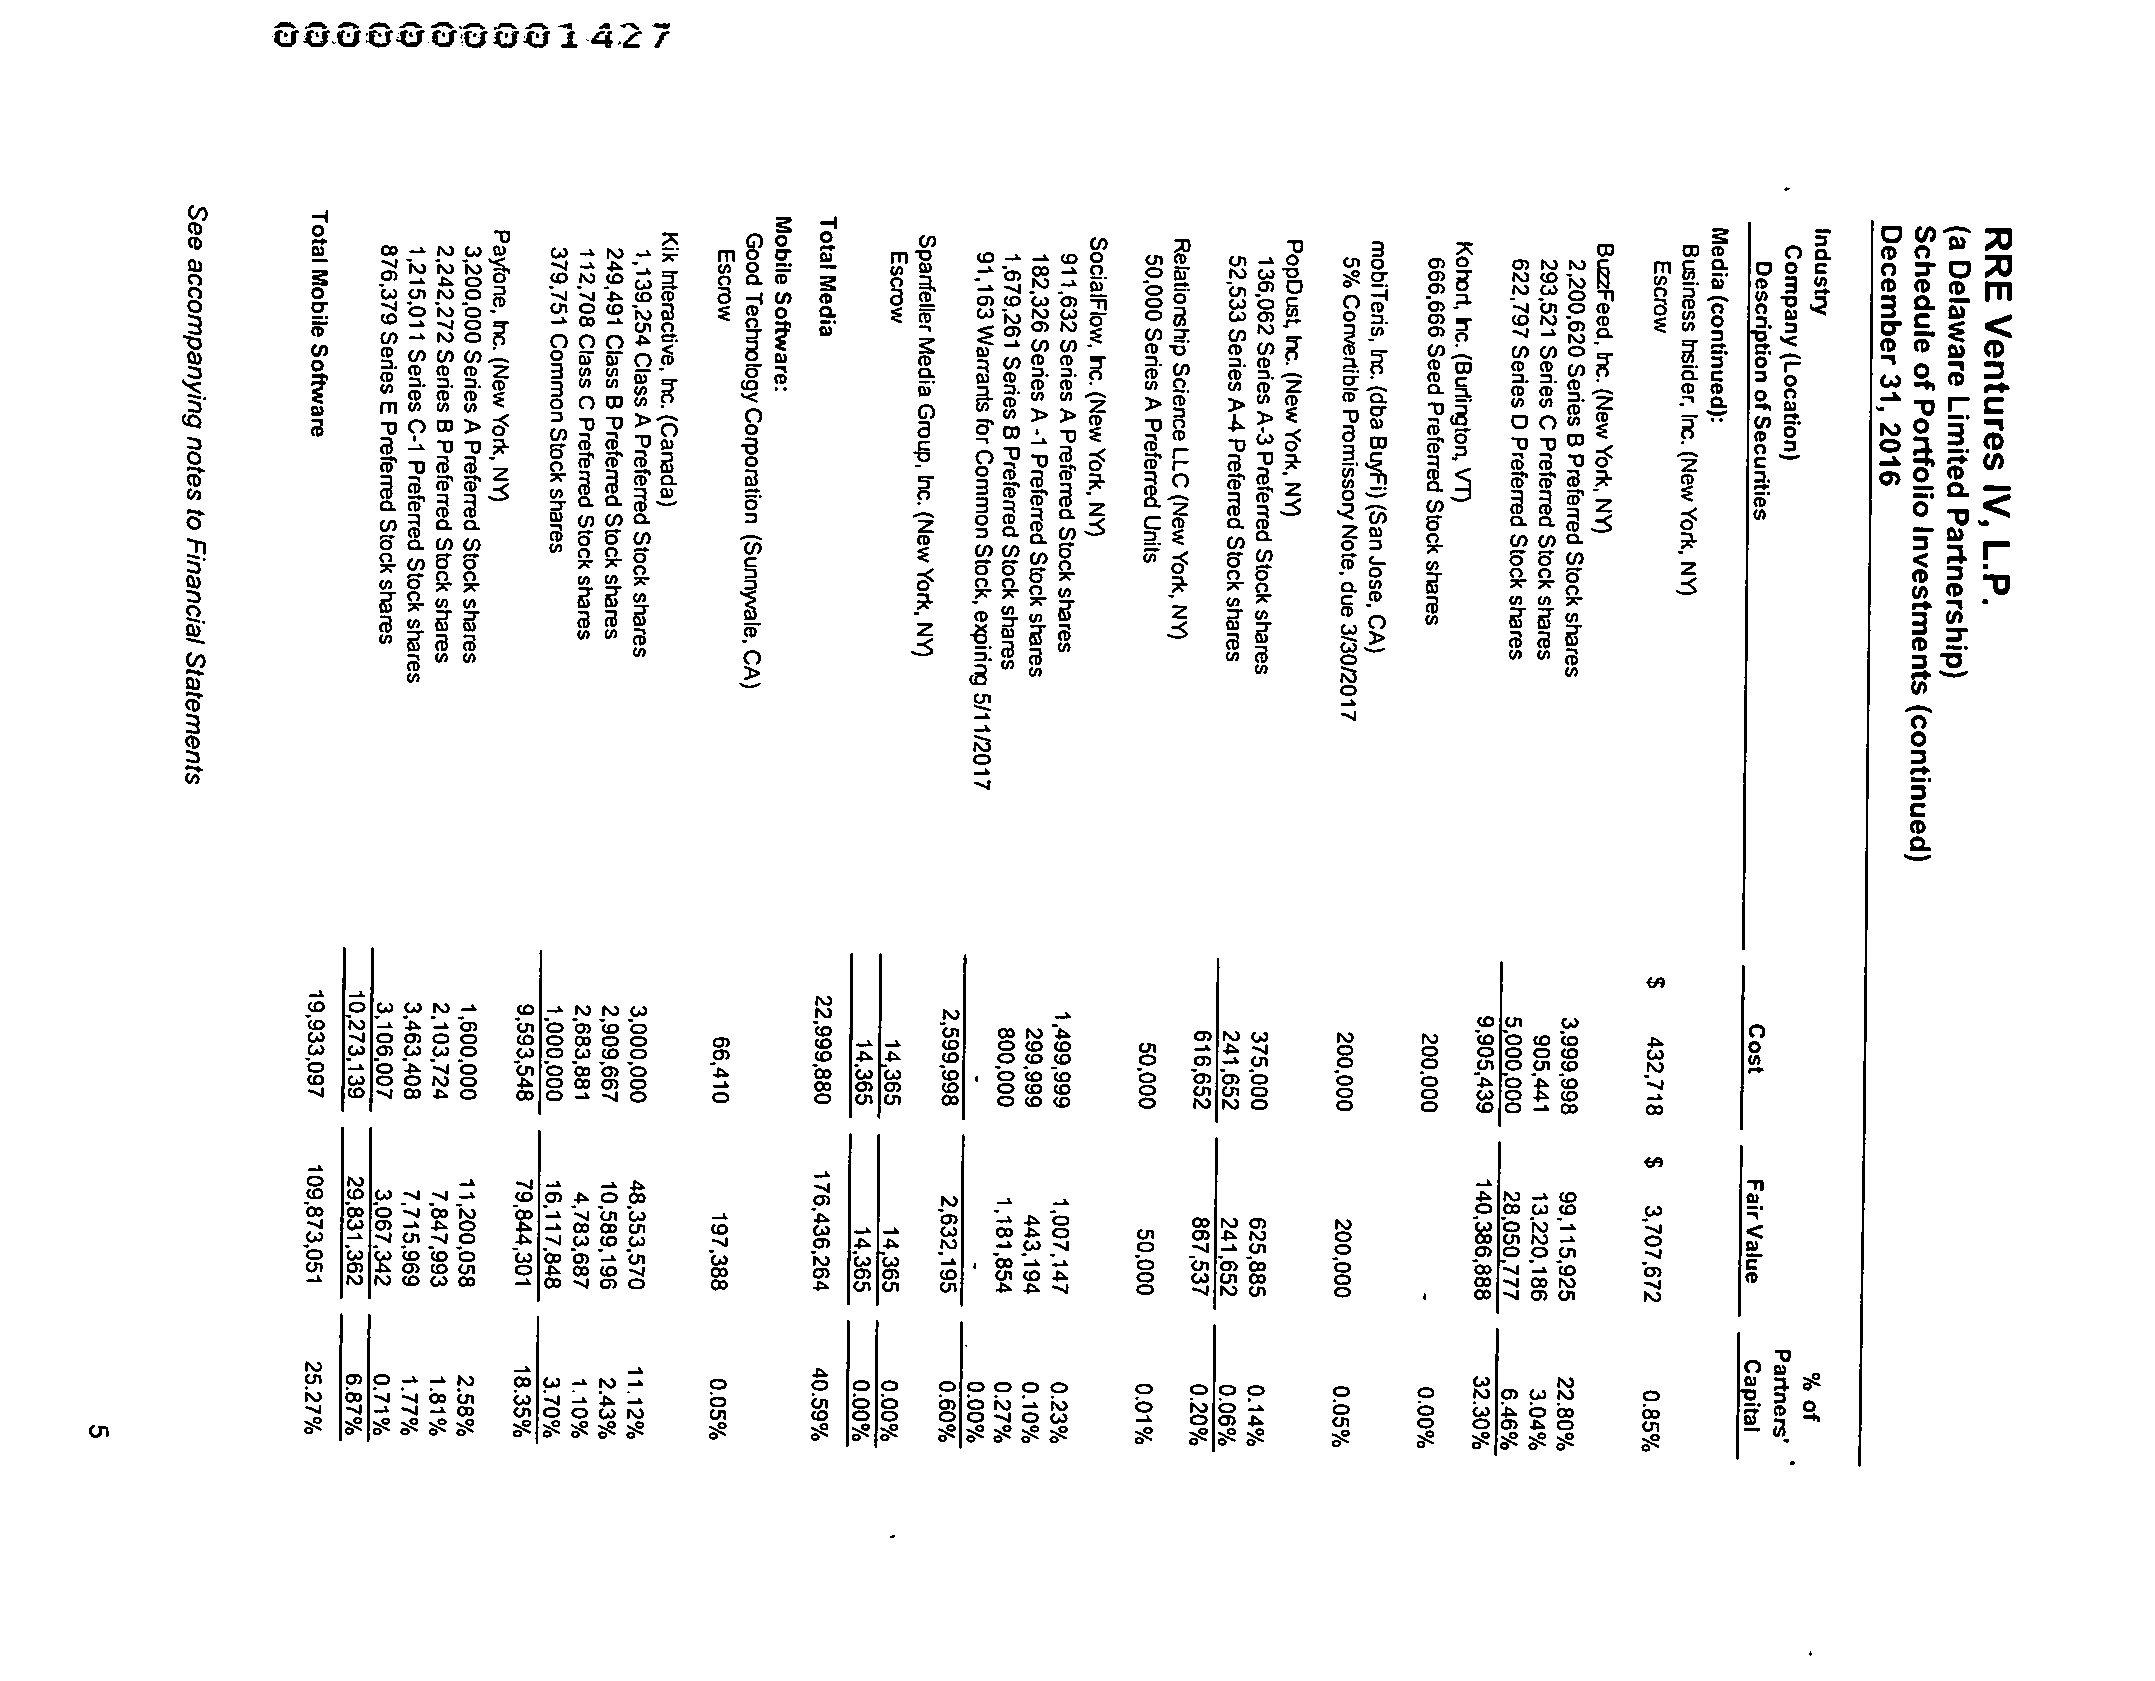 RRE Ventures IV, L.P.
(a Delaware Limited Partnership)
Schedule of Portfolio Investments (continued)
December 31, 2016
% of
Industry Partners'
Company (Location) Capital
Description of Securities Cost Fair Value
Media (continued):
Business Insider, Inc. (New York, NY)
Escrow $ 432,718 $ 3,707,672 0.85%
BuzzFeed, Inc. (New York, NY)
2,200,620 Series B Preferred Stock shares 3,999,998 99,115,925 22.80%
293,521 Series C Preferred Stock shares 905,441 13,220,186 3.04%
622,797 Series D Preferred Stock shares 5,000,000 28,050,777 6.46%
9,905,439 140,386,888 32.30%
Kohort, Inc. (Burlington, VT)
666,666 Seed Preferred Stock shares 200,000 - 0.00%
mobiTeris, Inc. (dba BuyFi) (San Jose, CA)
5% Convertible Promissory Note, due 3/30/2017 200,000 200,000 0.05%
PopDust, Inc. (New York, NY)
136,062 Series A-3 Preferred Stock shares 375,000 625,885 0.14%
52,533 Series A-4 Preferred Stock shares 241,652 241,652 0.06%
616,652 867,537 0.20%
Relationship Science LLC (New York, NY)
50,000 Series A Preferred Units 50,000 50,000 0.01%
SocialFlow, Inc. (New York, NY)
911,632 Series A Preferred Stock shares 1,499,999 1,007,147 0.23%
182,326 Series A -1 Preferred Stock shares 299,999 443,194 0.10%
1,679,261 Series B Preferred Stock shares 800,000 1,181,854 0.27%
91,163 Warrants for Common Stock, expiring 5/11/2017 - - 0.00%
2,599,998 2,632,195 0.60%
Spanfeller Media Group, Inc. (New York, NY)
Escrow 14,365 14,365 0.00%
14,365 14,365 0.00%
Total Media 22,999,880 176,436,264 40.59%
Mobile Software:
Good Technology Corporation (Sunnyvale, CA)
Escrow 66,410 197,388 0.05%
Kik Interactive, Inc. (Canada)
1,139,254 Class A Preferred Stock shares 3,000,000 48,353,570 11.12%
249,491 Class B Preferred Stock shares 2,909,667 10,589,196 2.43%
112,708 Class C Preferred Stock shares 2,683,881 4,783,687 1.10%
379,751 Common Stock shares 1,000,000 16,117,848 3.70%
9,593,548 79,844,301 18.35%
Payfone, Inc. (New York, NY)
3,200,000 Series A Preferred Stock shares 1,600,000 11,200,058 2.58%
2,242,272 Series B Preferred Stock shares 2,103,724 7,847,993 1.81%
1,215,011 Series C-1 Preferred Stock shares 3,463,408 7,715,969 1.77%
876,379 Series E Preferred Stock shares 3,106,007 3,067,342 0.71%
10,273,139 29,831,362 6.87%
Total Mobile Software 19,933,097 109,873,051 25.27%
See accompanying notes to Financial Statements
5
0000000001427